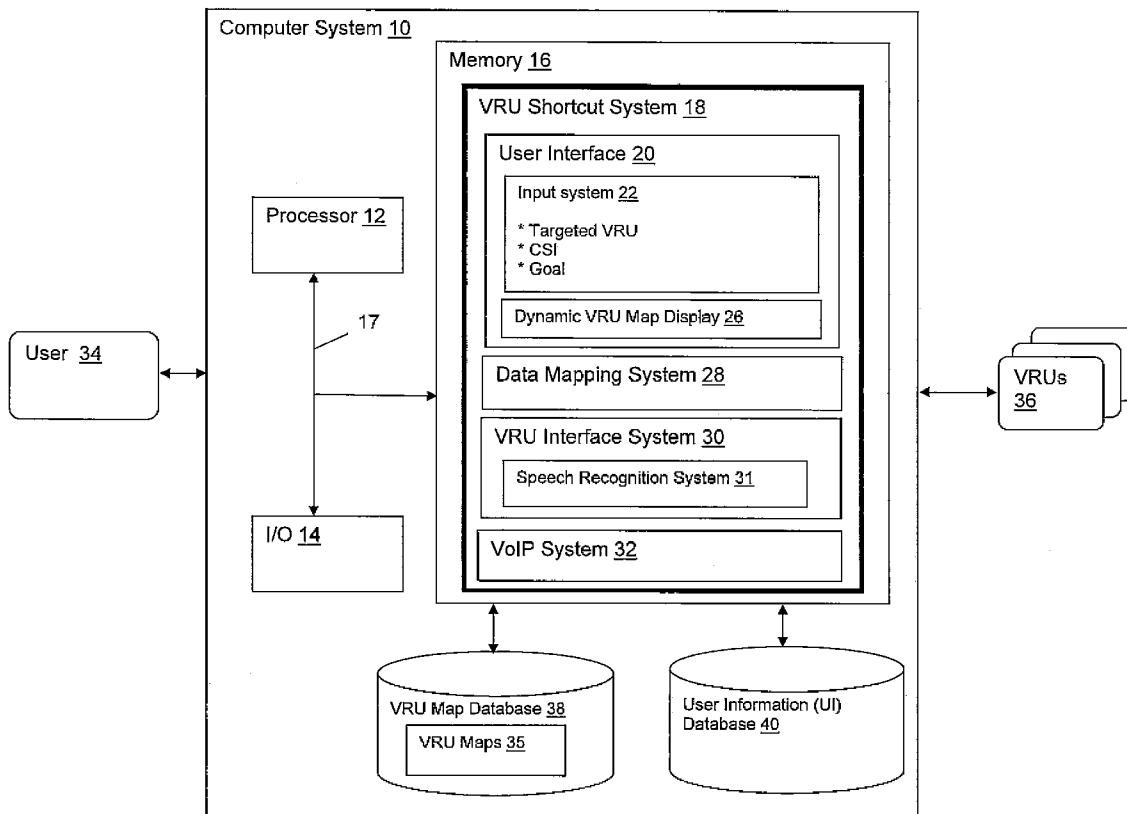 Computer System 10
Memory 16
VRU Shortcut System 18
User Interface 20
Input system 22
* Targeted VRU
* CSI
* Goal
Dynamic VRU Map Display 26
Processor 12
17
User 34
Data Mapping System 28
VRUs
36
VRU Interface System 30
Speech Recognition System 31
I/O 14
VoIP System 32
VRU Map Database 38
VRU Maps 35
User Information (UI)
Database 40